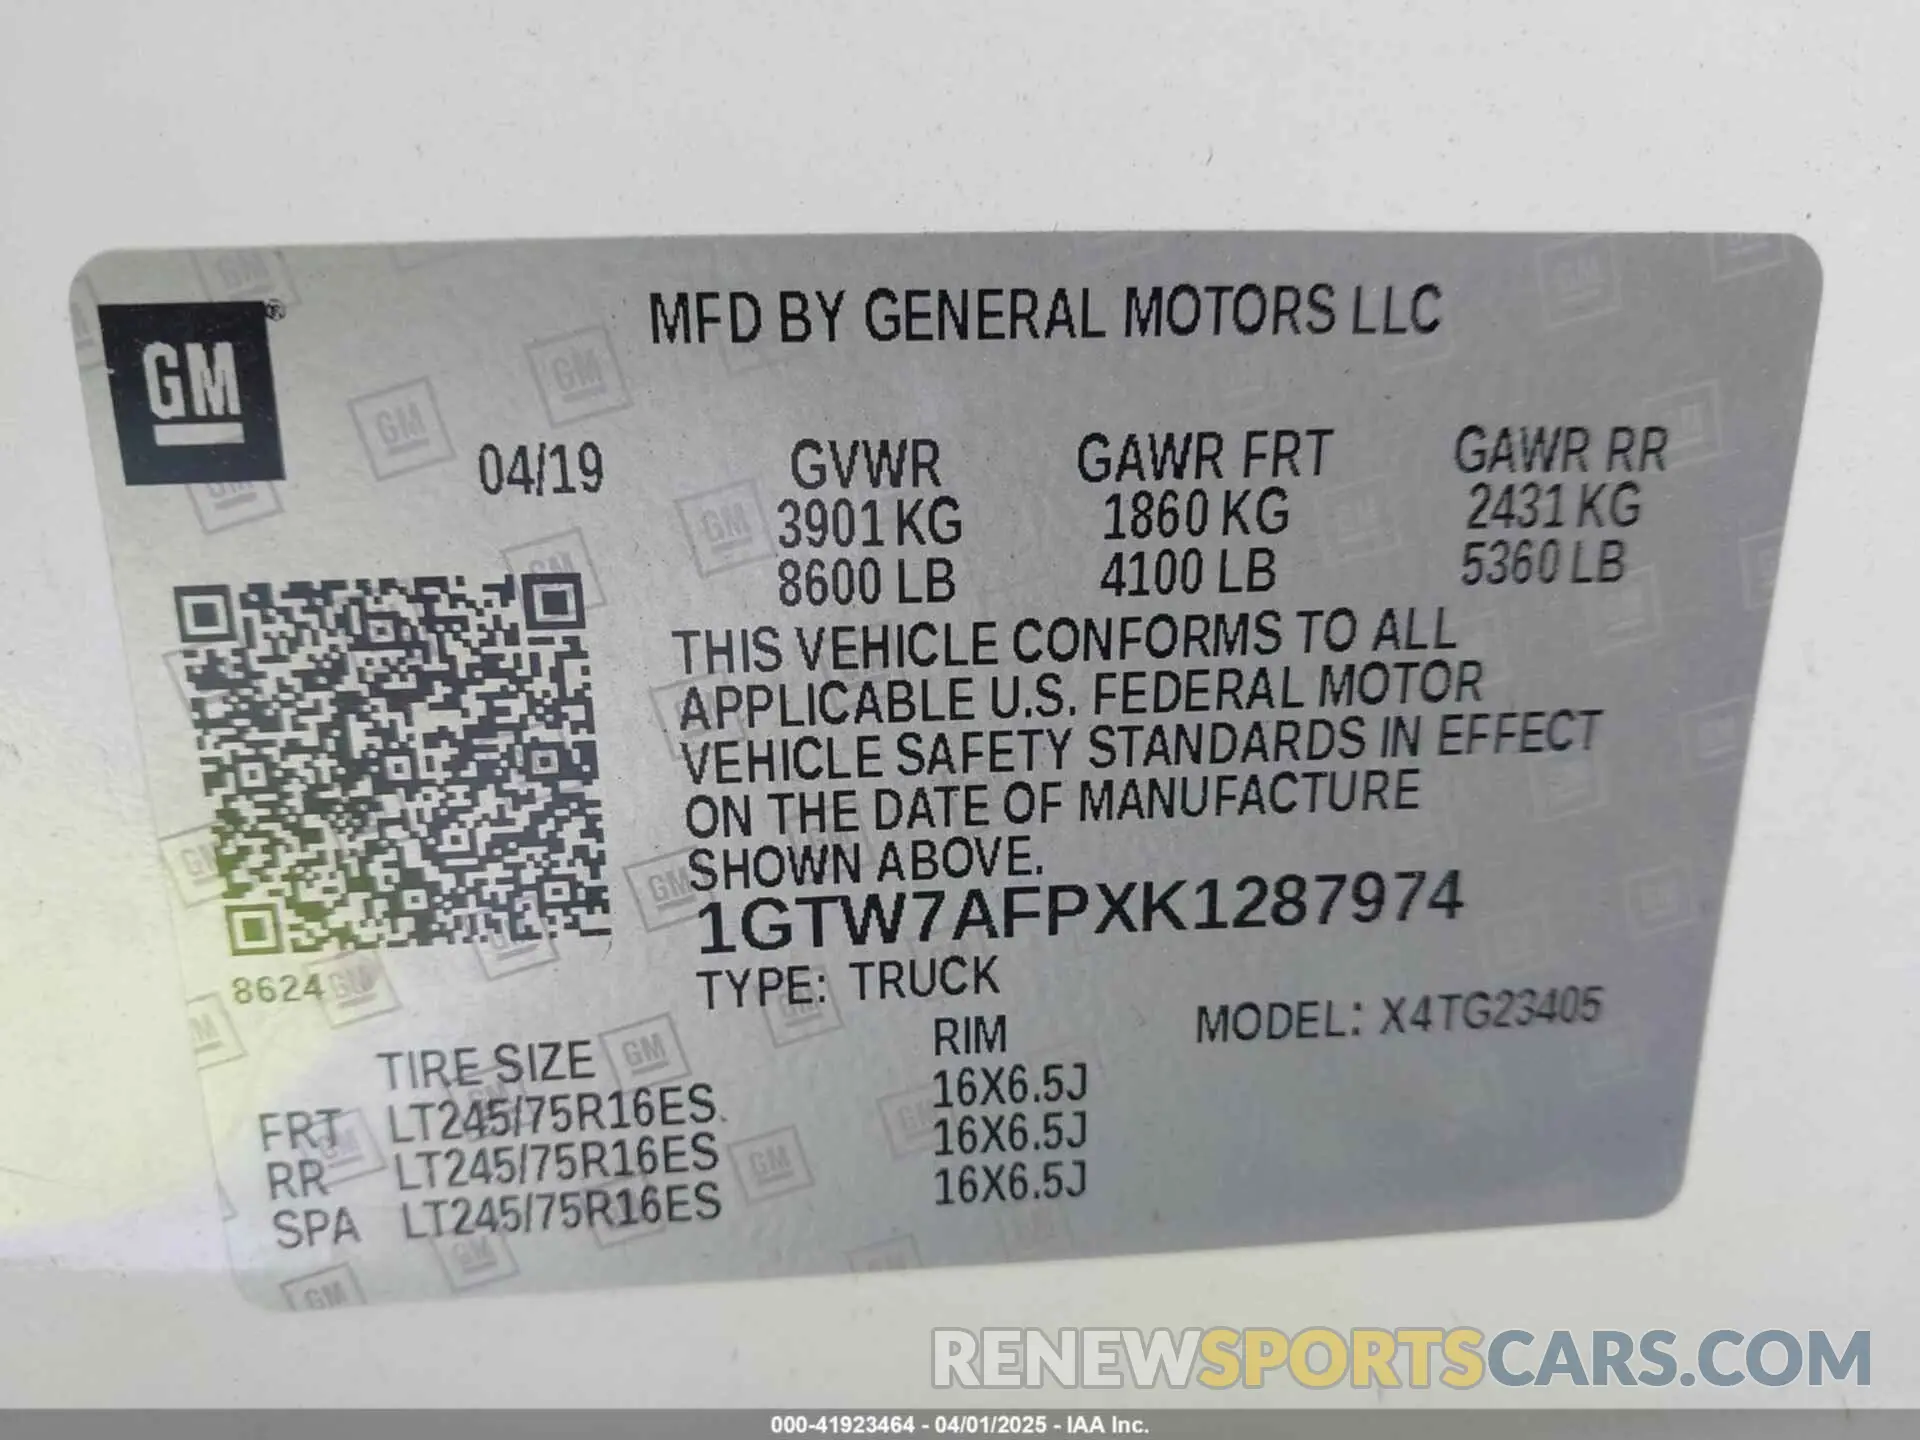 MFD BY GENERAL MOTORS LLC
GM®
04/19 GVWR GAWR FRT GAWR RR
3901 KG 1860 KG 2431 KG
8600 LB 4100 LB 5360 LB
THIS VEHICLE CONFORMS TO ALL
APPLICABLE U.S. FEDERAL MOTOR
VEHICLE SAFETY STANDARDS IN EFFECT
ON THE DATE OF MANUFACTURE
SHOWN ABOVE.
1GTW7AFPXK1287974
8624
TYPE: TRUCK MODEL: X4TG23405
TIRE SIZE RIM
FRT LT245/75R16ES 16X6.5J
RR LT245/75R16ES 16X6.5J
SPA LT245/75R16ES 16X6.5J
RENEWSPORTSCARS.COM
000-41923464 - 04/01/2025 - IAA Inc.